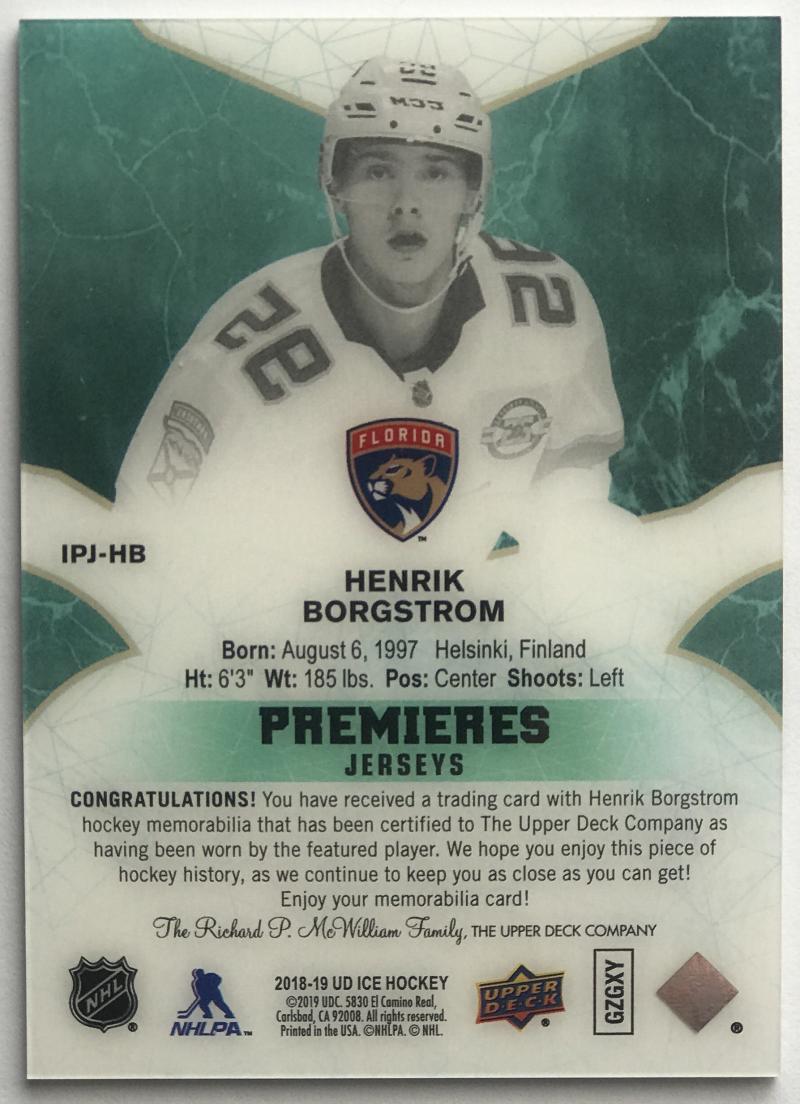 FLORIDA
™
IPJ-HB
HENRIK
BORGSTROM
Born: August 6, 1997 Helsinki, Finland
Ht: 6'3" Wt: 185 lbs. Pos: Center Shoots: Left
PREMIERES
JERSEYS
CONGRATULATIONS! You have received a trading card with Henrik Borgstrom
hockey memorabilia that has been certified to The Upper Deck Company as
having been worn by the featured player. We hope you enjoy this piece of
hockey history, as we continue to keep you as close as you can get!
Enjoy your memorabilia card!
The Richard P. McWilliam Family, THE UPPER DECK COMPANY
NHL ®
NHLPA™
2018-19 UD ICE HOCKEY
©2019 UDC. 5830 El Camino Real,
Carlsbad, CA 92008. All rights reserved.
Printed in the USA. ©NHLPA. © NHL.
UPPER
D·E·C·K ®
GZGXY
®